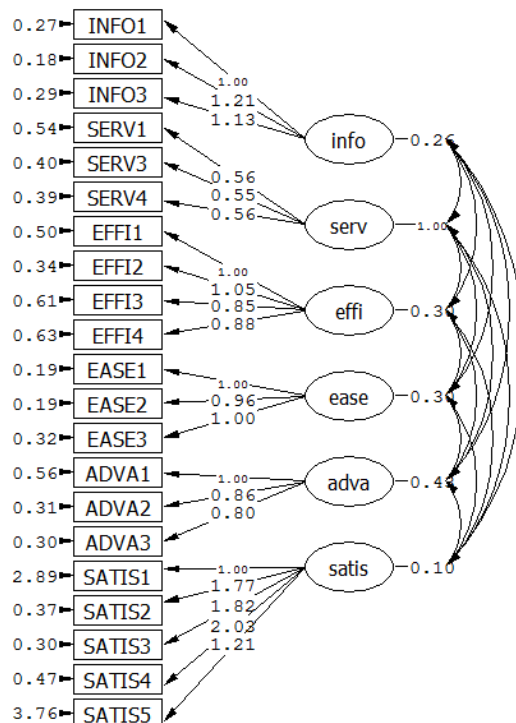 0.27 INFO1
0.18 INFO2
1.00
0.29 INFO3
1.21
1.13
0.54 SERV1
info 0.26
0.40 SERV3
0.56
0.39 SERV4
0.55
0.56
serv 1.00
0.50 EFFI1
0.34 EFFI2
1.00
1.05
0.61 EFFI3
0.85
effi
0.63 EFFI4
0.88
0.19 EASE1
1.00
0.19 EASE2
0.96
ease
0.32 EASE3
1.00
0.56 ADVA1
1.00
adva
0.31 ADVA2
0.86
0.30 ADVA3
0.80
2.89 SATIS1
1.00
satis 0.10
0.37 SATIS2
1.77
0.30 SATIS3
1.82
2.03
0.47 SATIS4
1.21
3.76 SATIS5